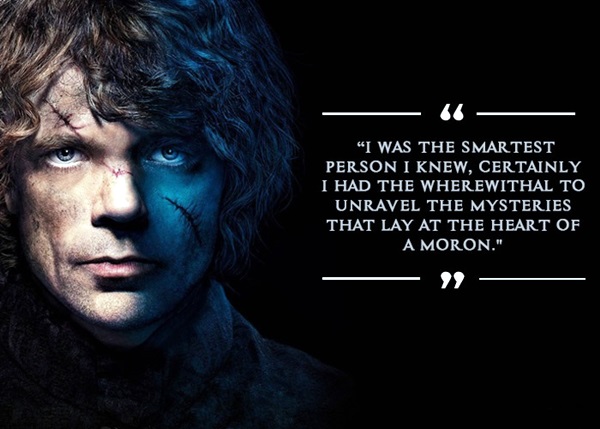 “
“I WAS THE SMARTEST
PERSON I KNEW, CERTAINLY
I HAD THE WHEREWITHAL TO
UNRAVEL THE MYSTERIES
THAT LAY AT THE HEART OF
A MORON."
”